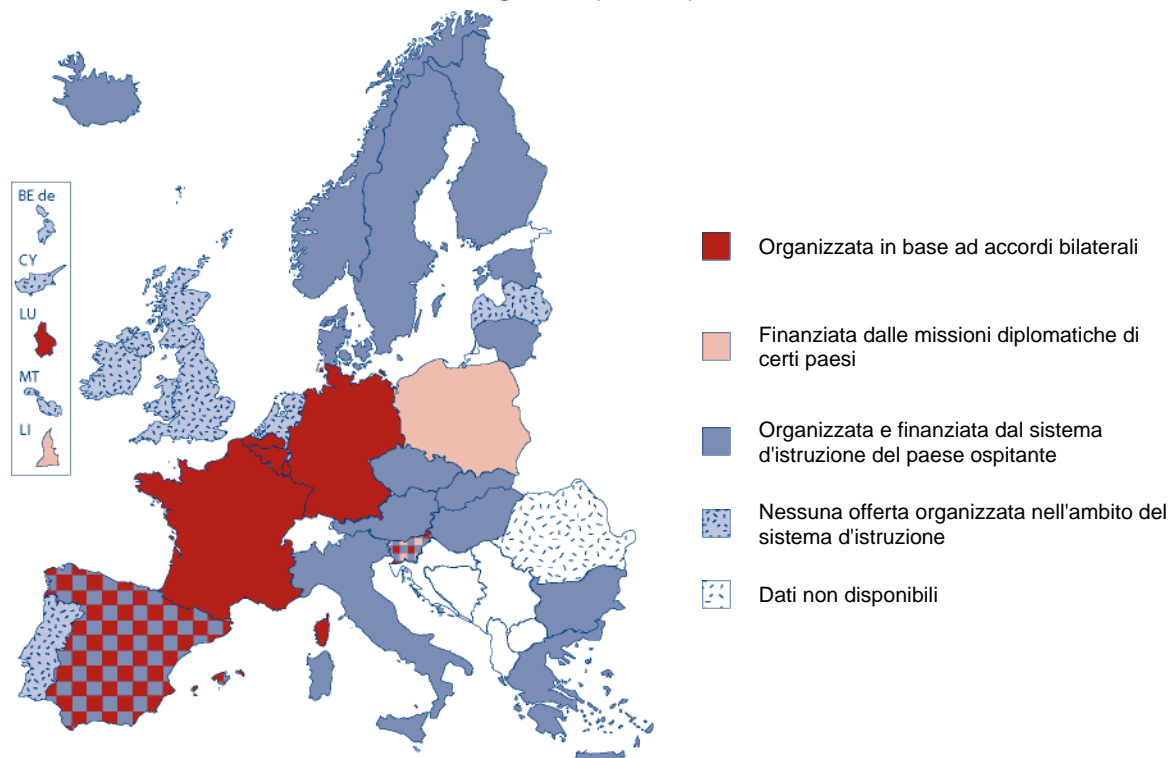 BE de
CY
LU
MT
LI
Organizzata in base ad accordi bilaterali
Finanziata dalle missioni diplomatiche di
certi paesi
Organizzata e finanziata dal sistema
d'istruzione del paese ospitante
Nessuna offerta organizzata nell'ambito del
sistema d'istruzione
Dati non disponibili